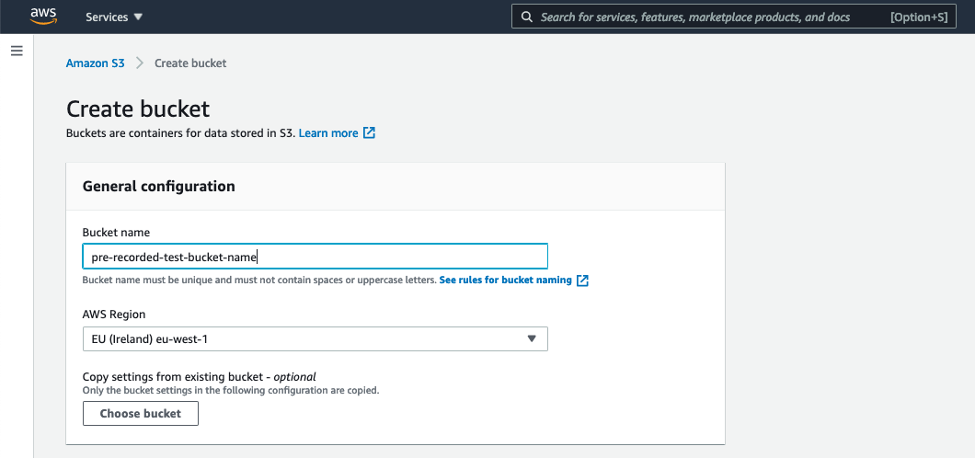 aws
Services ▼
Search for services, features, marketplace products, and docs [Option+S]
Amazon S3 > Create bucket
Create bucket
Buckets are containers for data stored in S3. Learn more
General configuration
Bucket name
pre-recorded-test-bucket-name
Bucket name must be unique and must not contain spaces or uppercase letters. See rules for bucket naming
AWS Region
EU (Ireland) eu-west-1
Copy settings from existing bucket - optional
Only the bucket settings in the following configuration are copied.
Choose bucket